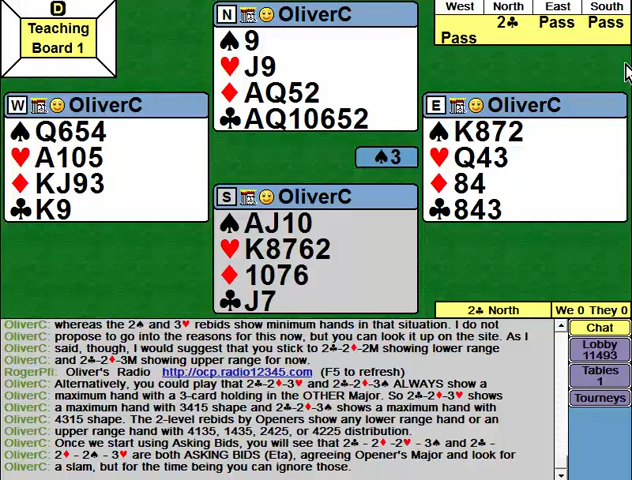 D
Teaching
Board 1
N OliverC
♠ 9
♥ J9
♦ AQ52
♣ AQ10652
West North East South
2♣ Pass Pass
Pass
W OliverC
♠ Q654
♥ A105
♦ KJ93
♣ K9
♠3
E OliverC
♠ K872
♥ Q43
♦ 84
♣ 843
S OliverC
♠ AJ10
♥ K8762
♦ 1076
♣ J7
2♣ North We 0 They 0
OliverC: whereas the 2♠ and 3♥ rebids show minimum hands in that situation. I do not
OliverC: propose to go into the reasons for this now, but you can look it up on the site. As I
OliverC: said, though, I would suggest that you stick to 2♣-2♦-2M showing lower range
OliverC: and 2♣-2♦-3M showing upper range for now.
RogerPfi: Oliver's Radio http://ocp.radio12345.com (F5 to refresh)
OliverC: Alternatively, you could play that 2♣-2♦-3♥ and 2♣-2♦-3♠ ALWAYS show a
OliverC: maximum hand with a 3-card holding in the OTHER Major. So 2♣-2♦-3♥ shows
OliverC: a maximum hand with 3415 shape and 2♣-2♦-3♠ shows a maximum hand with
OliverC: 4315 shape. The 2-level rebids by Openers show any lower range hand or an
OliverC: upper range hand with 4135, 1435, 2425 or 4225 distribution.
OliverC: Once we start using Asking Bids, you will see that 2♣ - 2♦ -2♥ - 3♠ and 2♣ -
OliverC: 2♦ - 2♠ - 3♥ are both ASKING BIDS (Eta), agreeing Opener's Major and look for
OliverC: a slam, but for the time being you can ignore those.
Chat
Lobby
11493
Tables
1
Tourneys